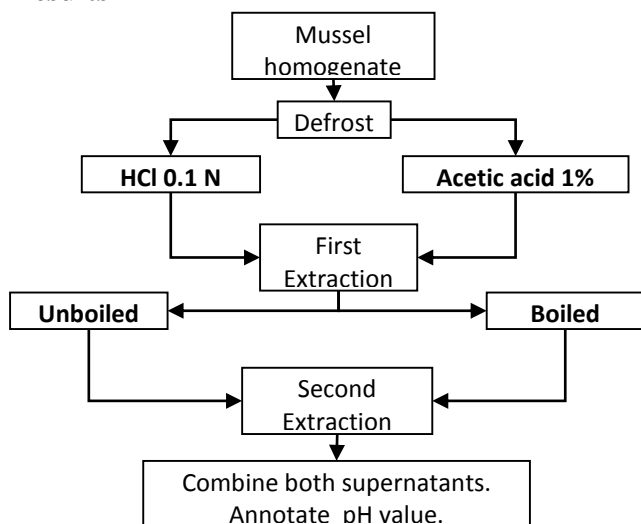 Mussel
homogenate
Defrost
HCl 0.1 N
Acetic acid 1%
First
Extraction
Unboiled
Boiled
Second
Extraction
Combine both supernatants.
Annotate pH value.